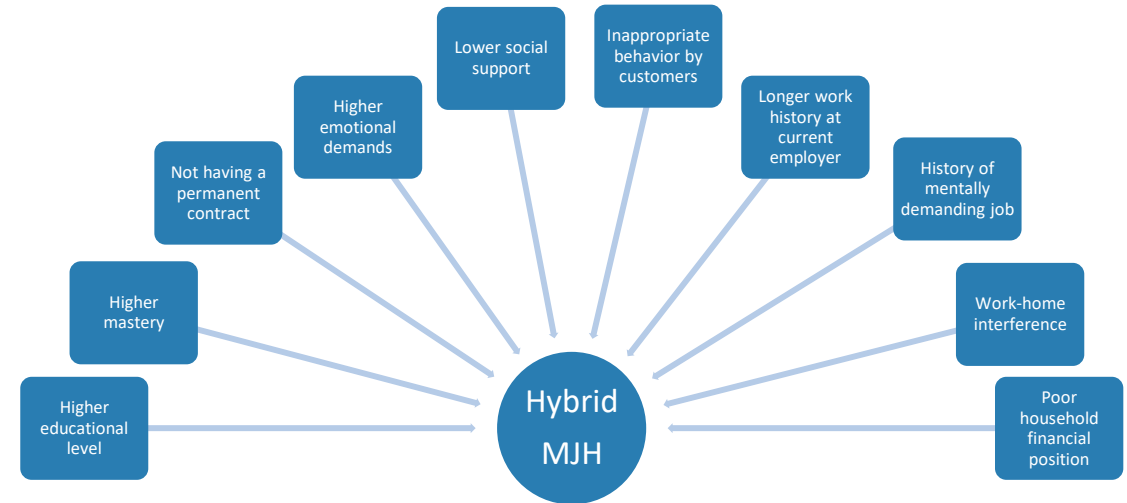 Lower social
support
Inappropriate
behavior by
customers
Higher
emotional
demands
Longer work
history at
current
employer
Not having a
permanent
contract
History of
mentally
demanding job
Higher
mastery
Work-home
interference
Higher
educational
level
Hybrid
MJH
Poor
household
financial
position